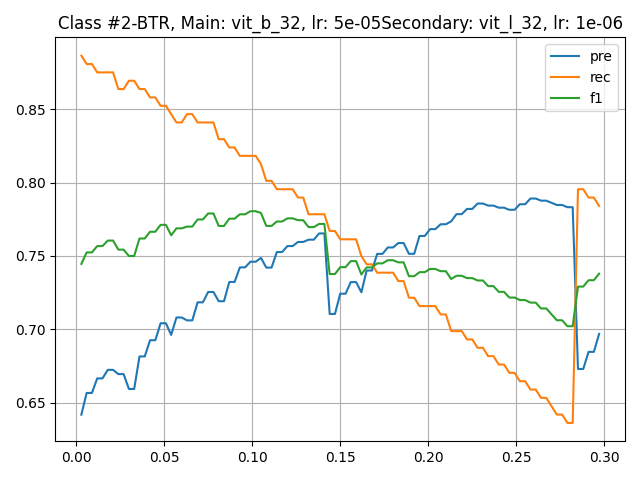 Class #2-BTR, Main: vit_b_32, lr: 5e-05Secondary: vit_l_32, lr: 1e-06
pre
rec
f1
0.85
0.80
0.75
0.70
0.65
0.00 0.05 0.10 0.15 0.20 0.25 0.30